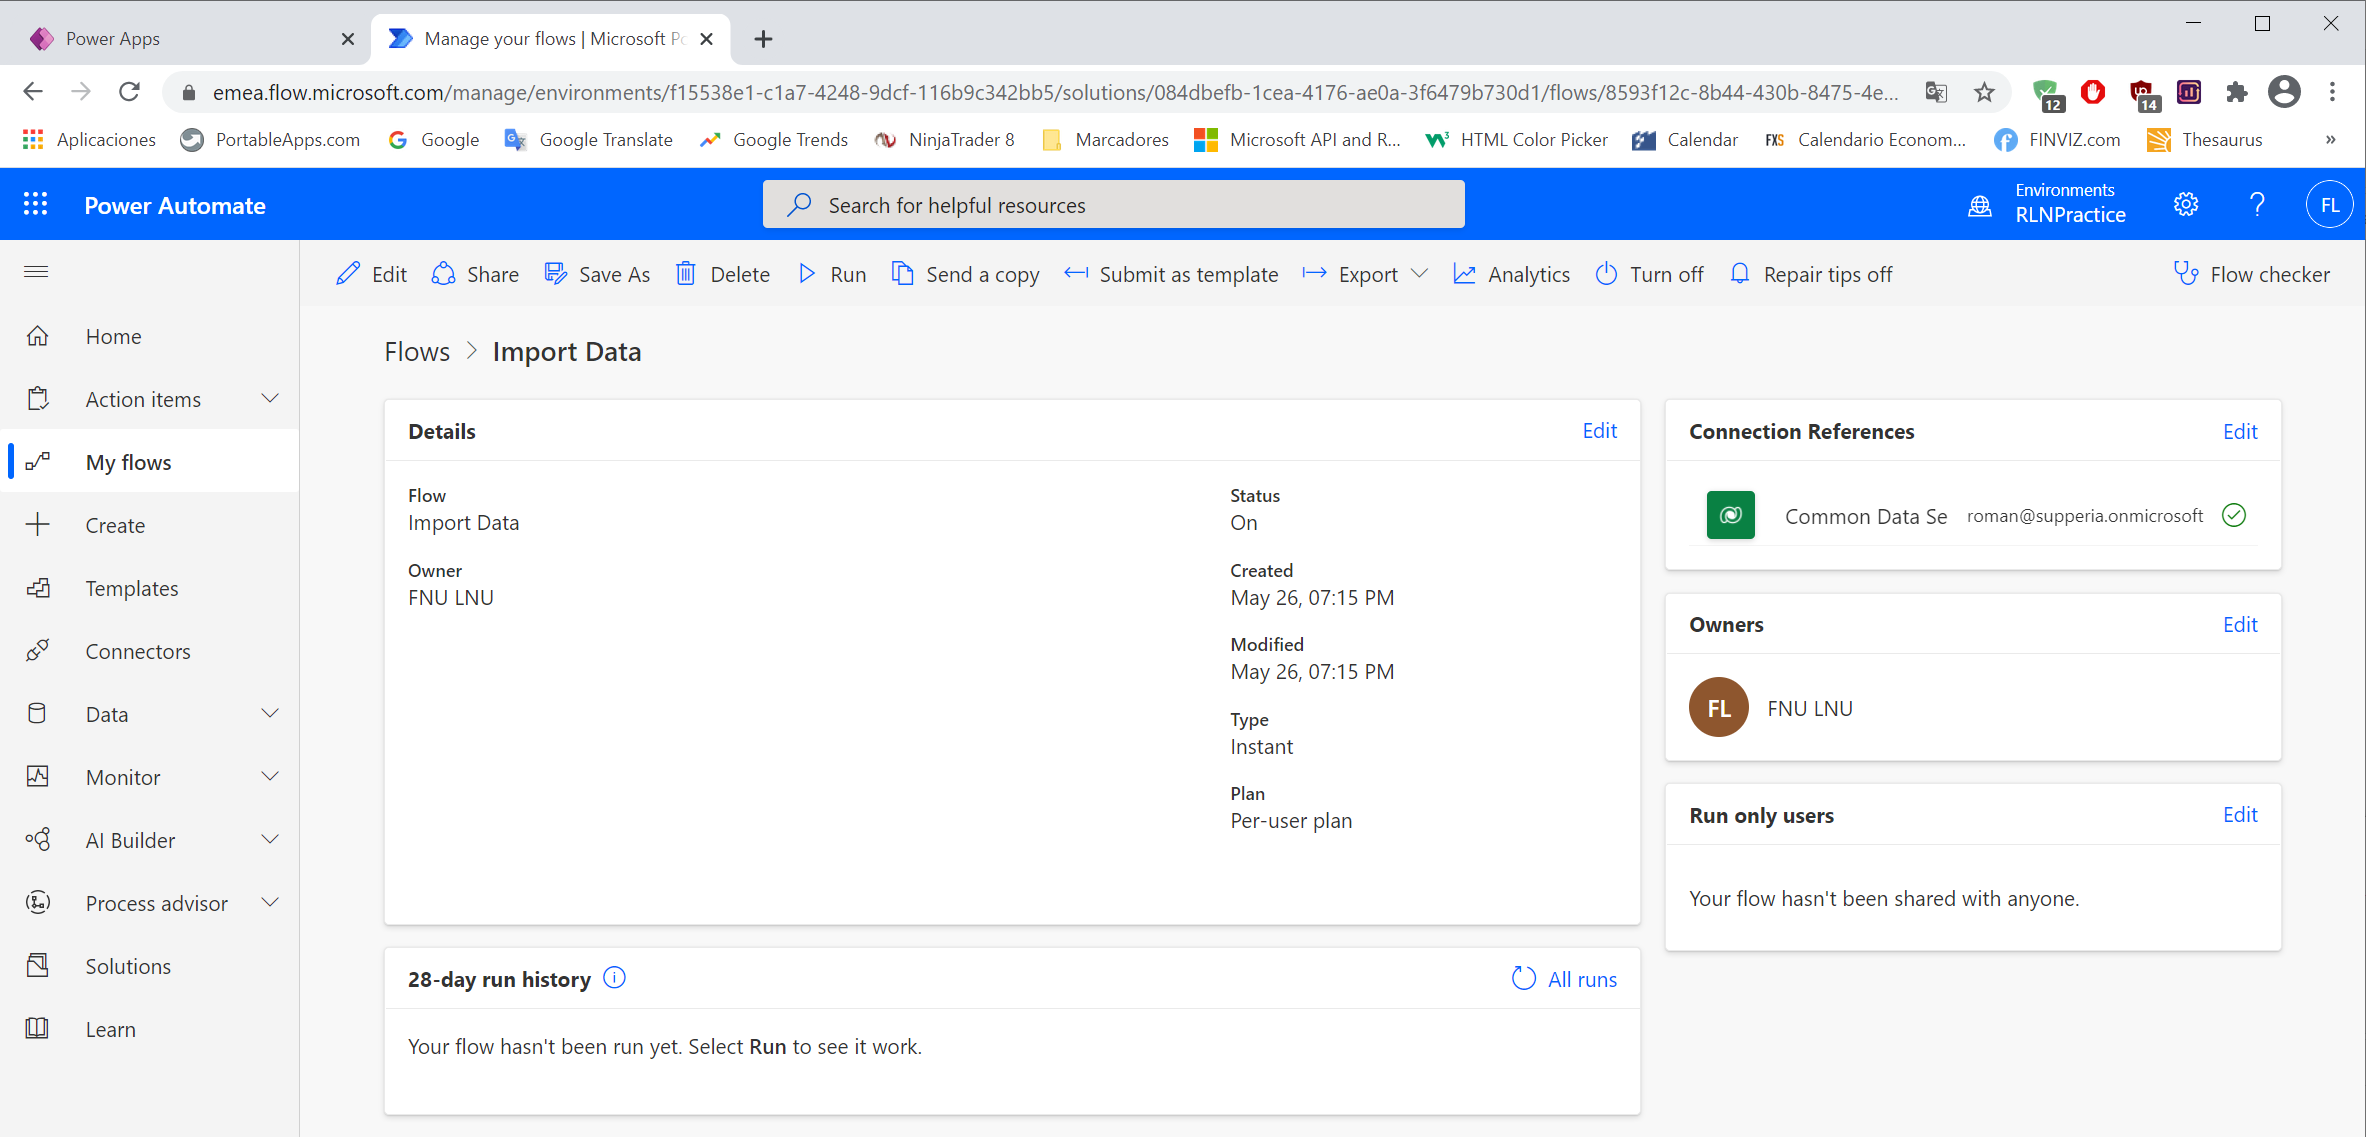 Power Apps
Manage your flows | Microsoft Po
emea.flow.microsoft.com/manage/environments/f15538e1-c1a7-4248-9dcf-116b9c342bb5/solutions/084dbefb-1cea-4176-ae0a-3f6479b730d1/flows/8593f12c-8b44-430b-8475-4e...
12
14
Aplicaciones
PortableApps.com
Google
Google Translate
Google Trends
NinjaTrader 8
Marcadores
Microsoft API and R...
HTML Color Picker
Calendar
FXS
Calendario Econom...
FINVIZ.com
Thesaurus
»
Power Automate
Search for helpful resources
Environments
RLNPractice
FL
Edit
Share
Save As
Delete
Run
Send a copy
Submit as template
Export
Analytics
Turn off
Repair tips off
Flow checker
Home
Action items
My flows
Create
Templates
Connectors
Data
Monitor
AI Builder
Process advisor
Solutions
Learn
Flows > Import Data
Details
Edit
Flow
Import Data
Owner
FNU LNU
Status
On
Created
May 26, 07:15 PM
Modified
May 26, 07:15 PM
Type
Instant
Plan
Per-user plan
28-day run history
All runs
Your flow hasn't been run yet. Select Run to see it work.
Connection References
Edit
Common Data Se
roman@supperia.onmicrosoft
Owners
Edit
FL
FNU LNU
Run only users
Edit
Your flow hasn't been shared with anyone.